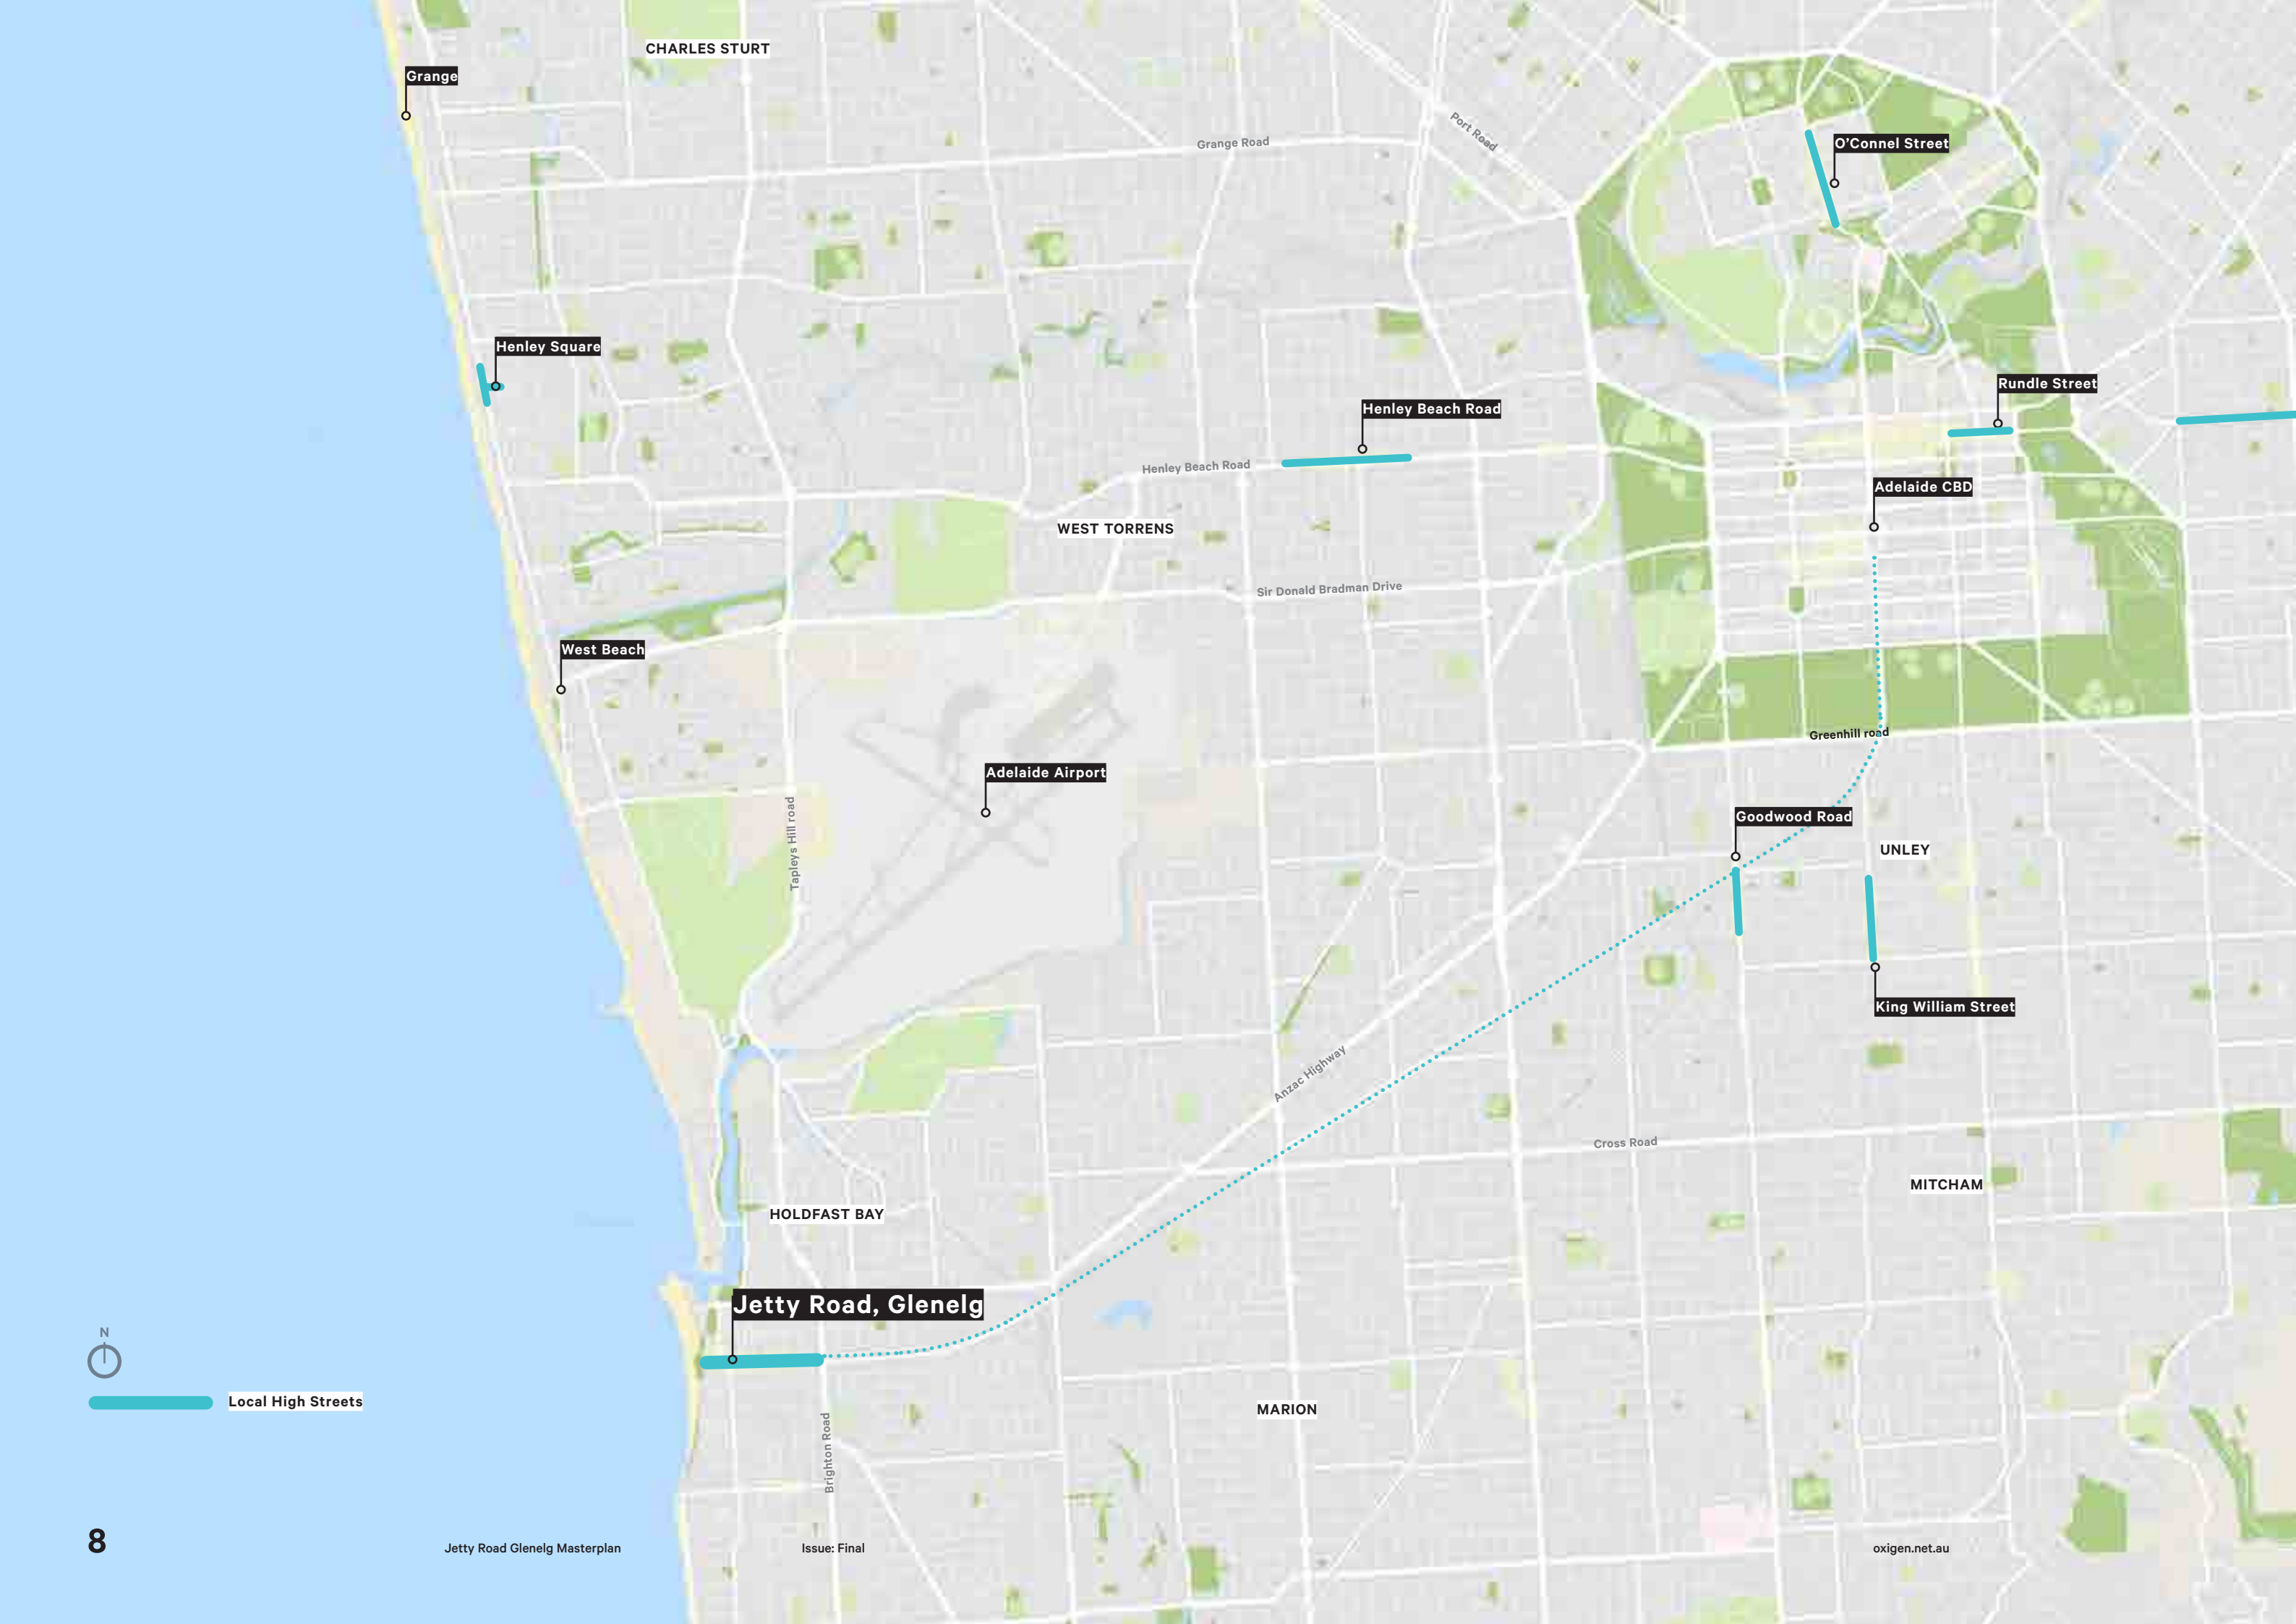 CHARLES STURT
Grange
Grange Road
Port Road
O'Connel Street
Henley Square
Henley Beach Road
Henley Beach Road
Rundle Street
Adelaide CBD
WEST TORRENS
Sir Donald Bradman Drive
West Beach
Greenhill road
Adelaide Airport
Tapleys Hill road
Goodwood Road
UNLEY
King William Street
Anzac Highway
Cross Road
MITCHAM
HOLDFAST BAY
Jetty Road, Glenelg
N
Local High Streets
MARION
Brighton Road
8
Jetty Road Glenelg Masterplan
Issue: Final
oxigen.net.au